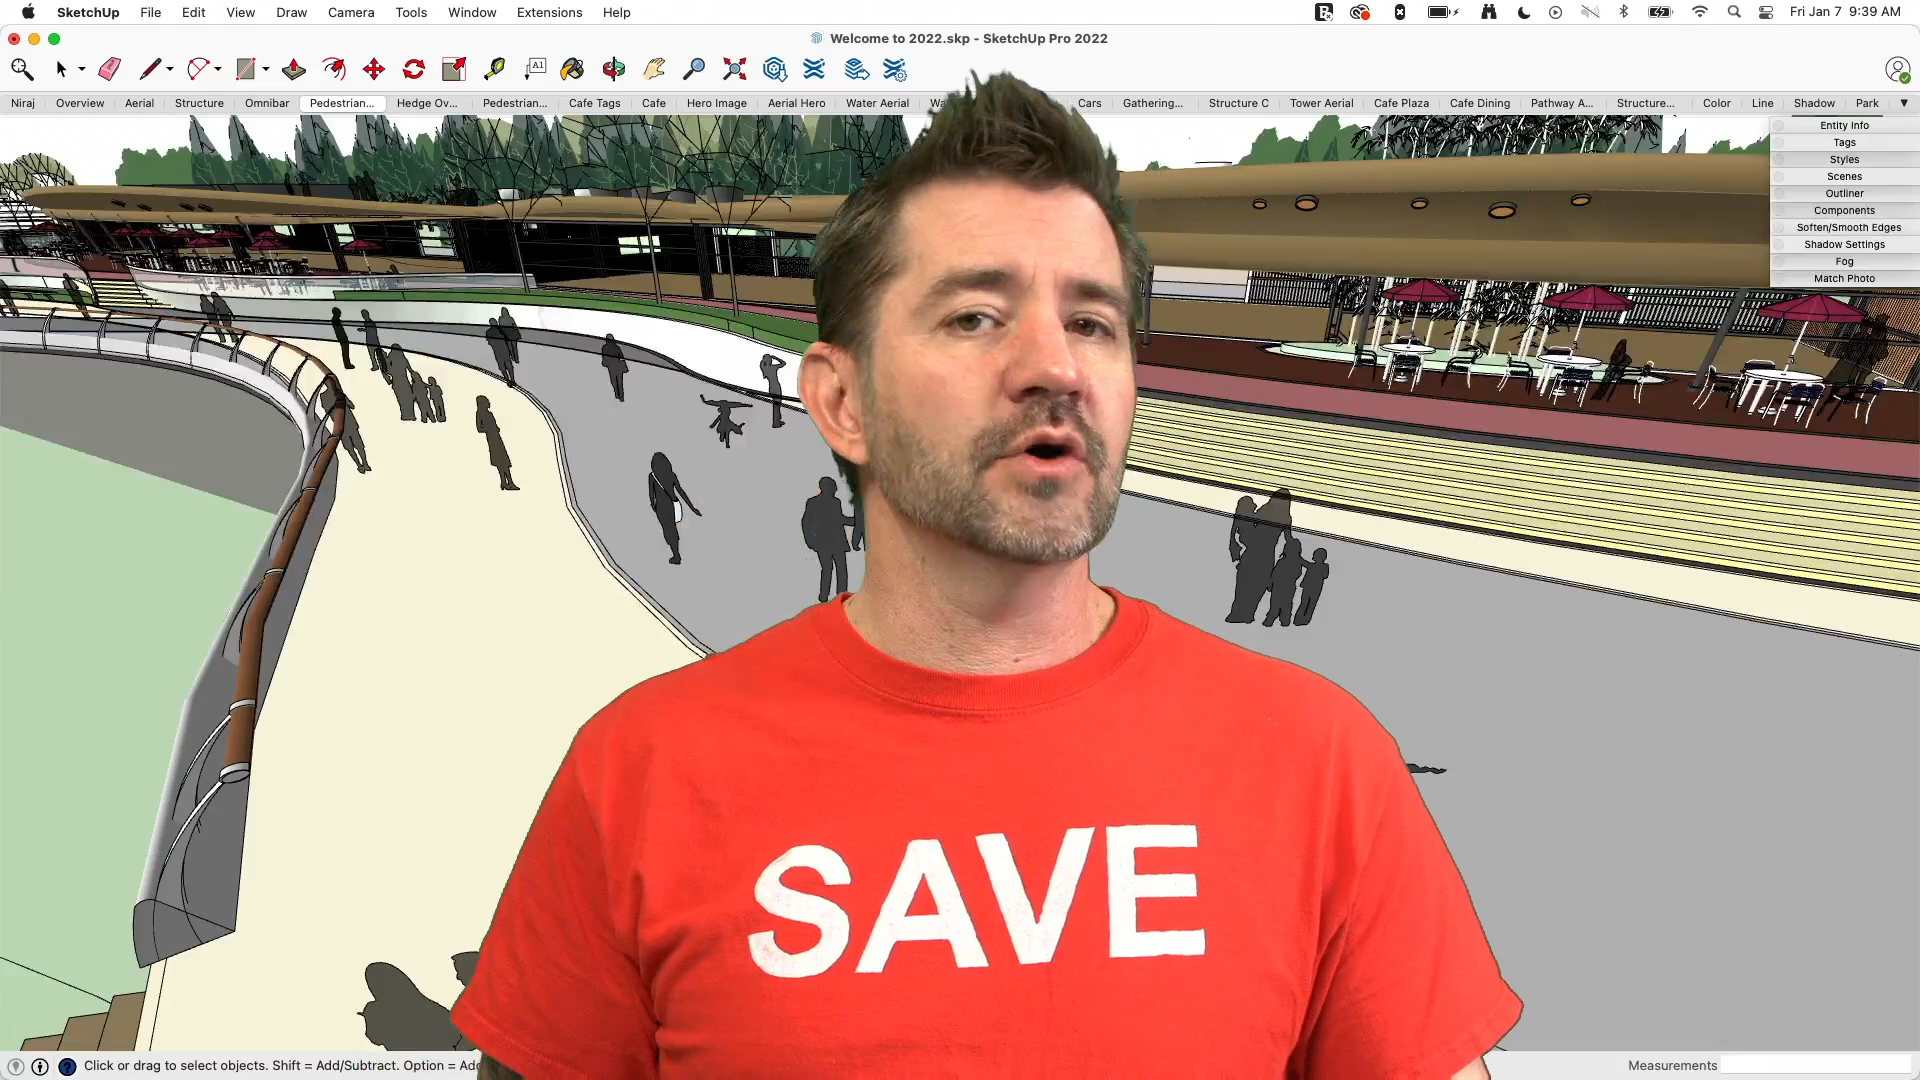 SketchUp File Edit View Draw Camera Tools Window Extensions Help Fri Jan 7 9:39 AM
Welcome to 2022.skp - SketchUp Pro 2022
A1
Niraj Overview Aerial Structure Omnibar Pedestrian... Hedge Ov... Pedestrian... Cafe Tags Cafe Hero Image Aerial Hero Water Aerial Cars Gathering... Structure C Tower Aerial Cafe Plaza Cafe Dining Pathway A... Structure... Color Line Shadow Park
Entity Info
Tags
Styles
Scenes
Outliner
Components
Soften/Smooth Edges
Shadow Settings
Fog
Match Photo
SAVE
Click or drag to select objects. Shift = Add/Subtract. Option = Measurements